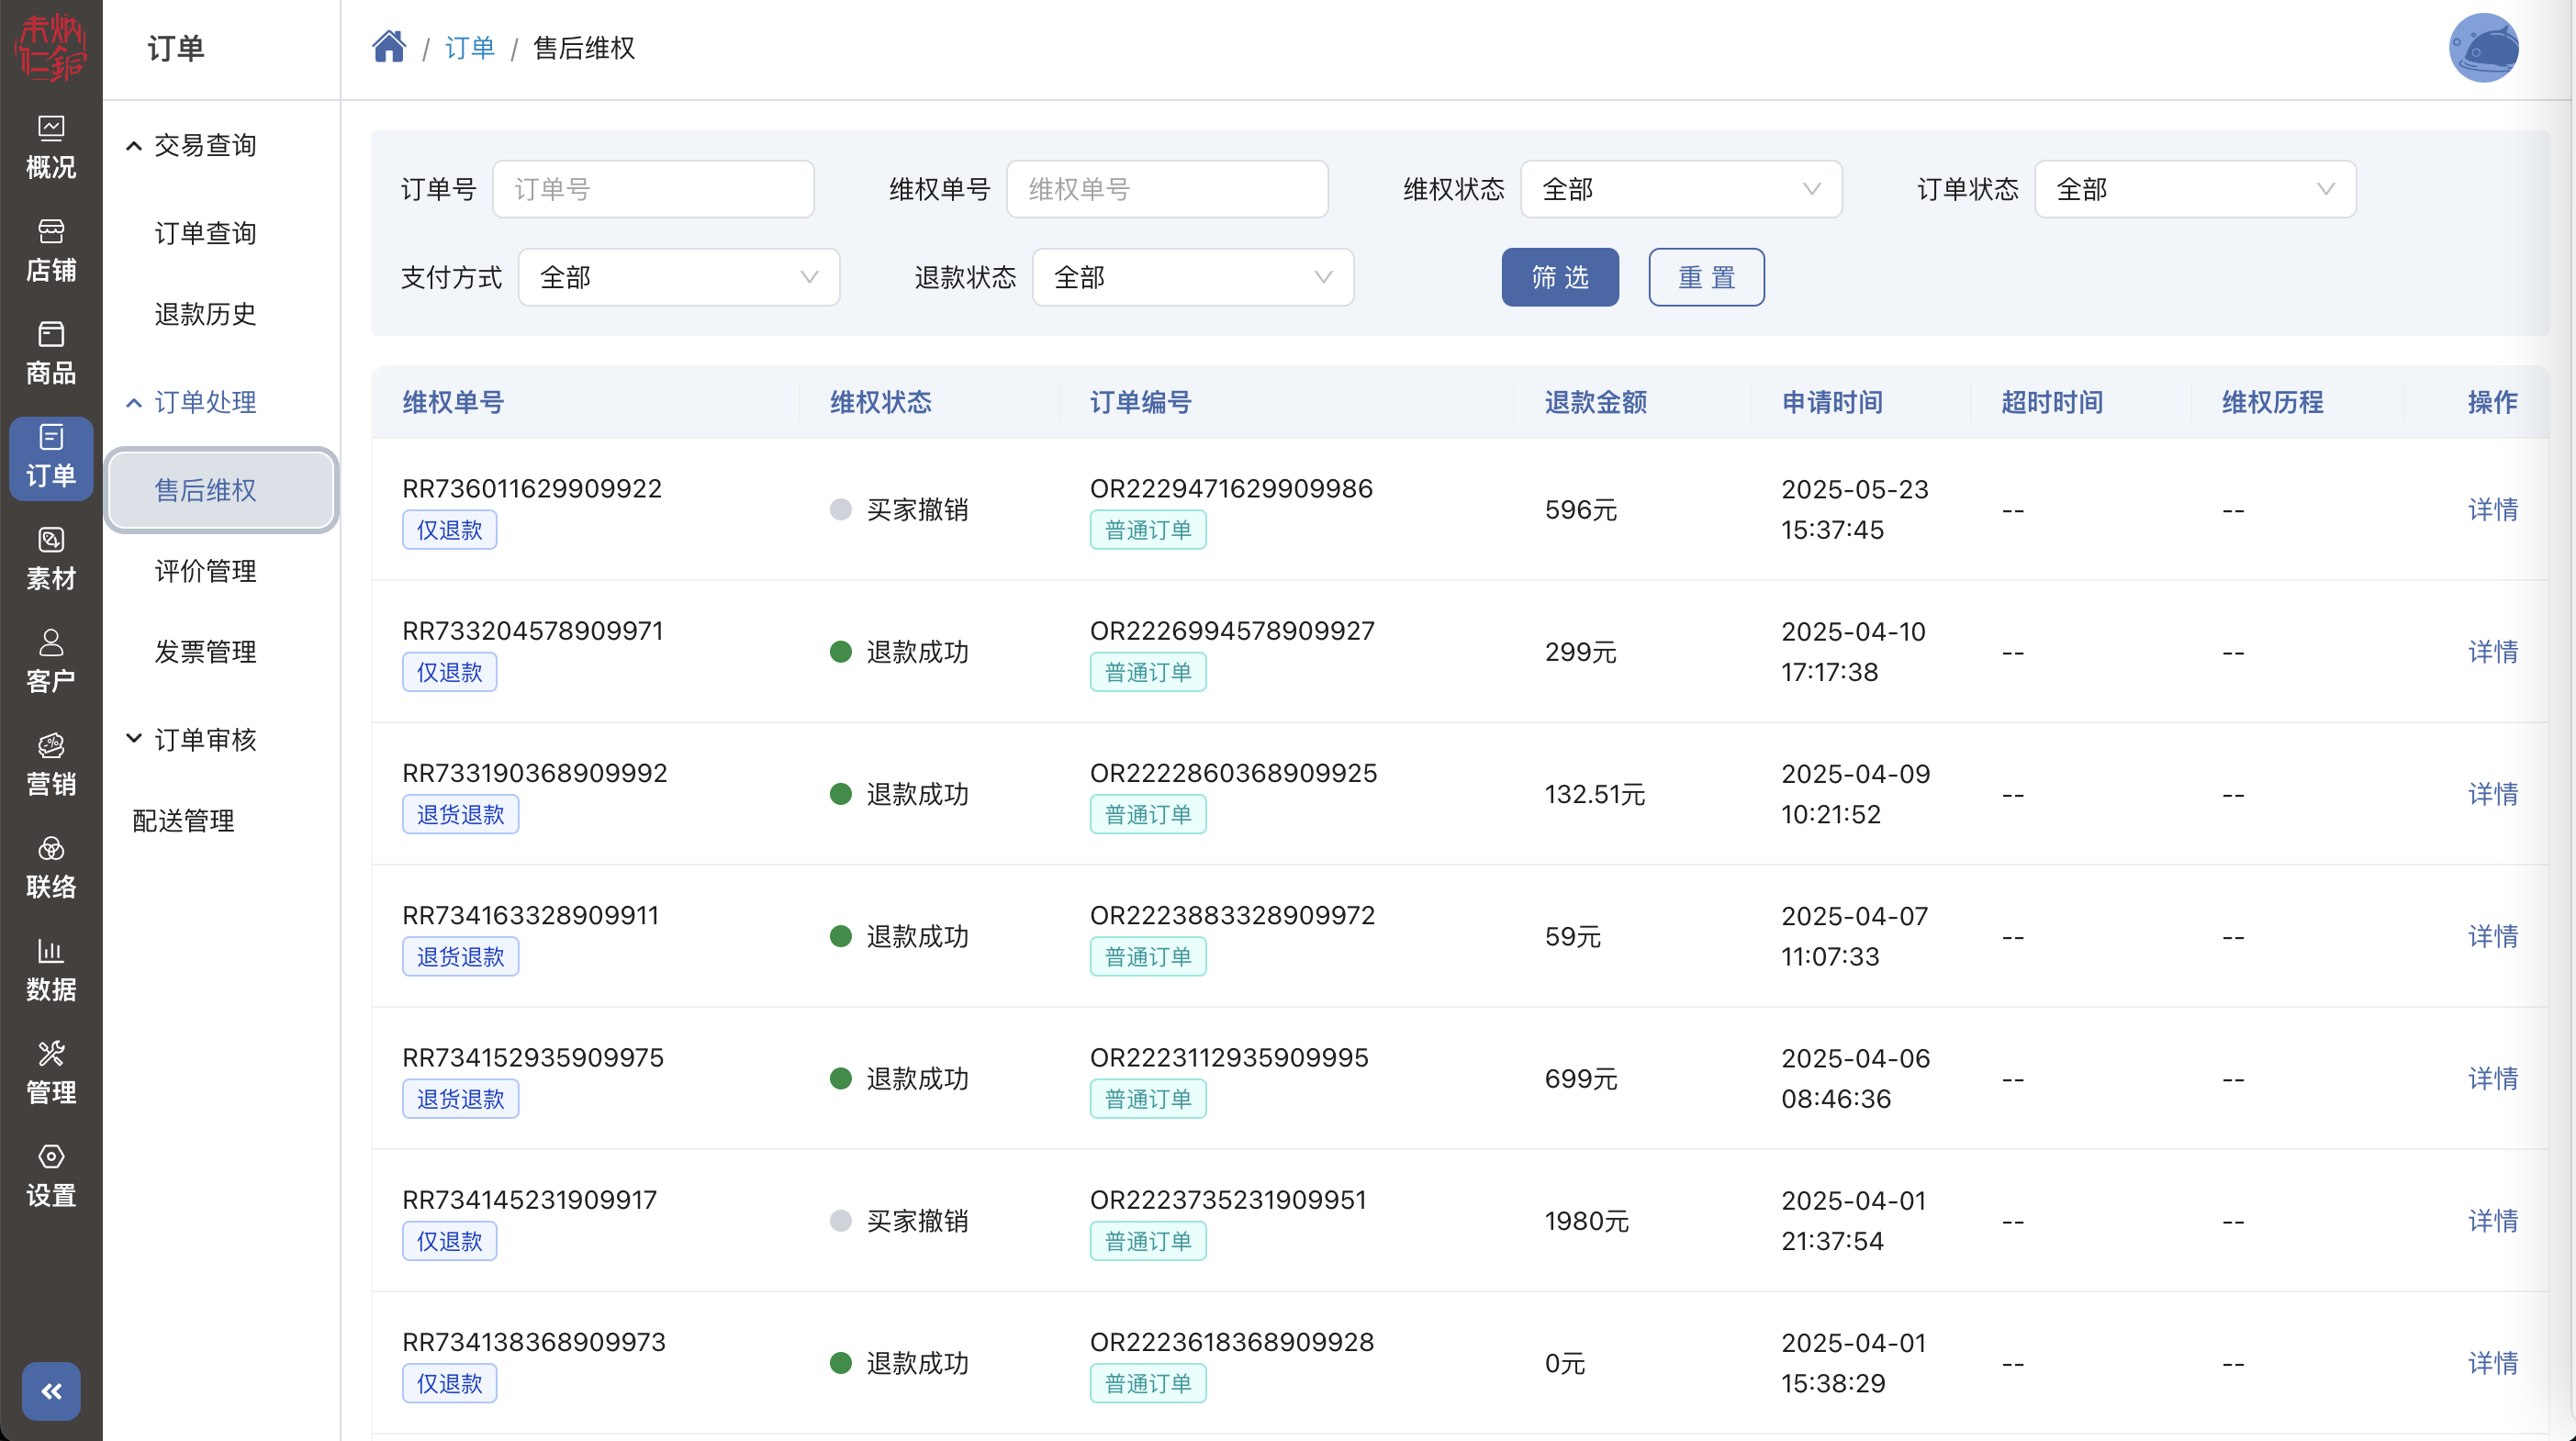 朱炳仁銅
订单
/ 订单 / 售后维权
概况
店铺
商品
订单
素材
客户
营销
联络
数据
管理
设置
交易查询
订单查询
退款历史
订单处理
售后维权
评价管理
发票管理
订单审核
配送管理
订单号 订单号 维权单号 维权单号 维权状态 全部 订单状态 全部
支付方式 全部 退款状态 全部 筛选 重置
维权单号 维权状态 订单编号 退款金额 申请时间 超时时间 维权历程 操作
RR736011629909922 仅退款 买家撤销 OR2229471629909986 普通订单 596元 2025-05-23 15:37:45 -- -- 详情
RR733204578909971 仅退款 退款成功 OR2226994578909927 普通订单 299元 2025-04-10 17:17:38 -- -- 详情
RR733190368909992 退货退款 退款成功 OR2222860368909925 普通订单 132.51元 2025-04-09 10:21:52 -- -- 详情
RR734163328909911 退货退款 退款成功 OR2223883328909972 普通订单 59元 2025-04-07 11:07:33 -- -- 详情
RR734152935909975 退货退款 退款成功 OR2223112935909995 普通订单 699元 2025-04-06 08:46:36 -- -- 详情
RR734145231909917 仅退款 买家撤销 OR2223735231909951 普通订单 1980元 2025-04-01 21:37:54 -- -- 详情
RR734138368909973 仅退款 退款成功 OR2223618368909928 普通订单 0元 2025-04-01 15:38:29 -- -- 详情